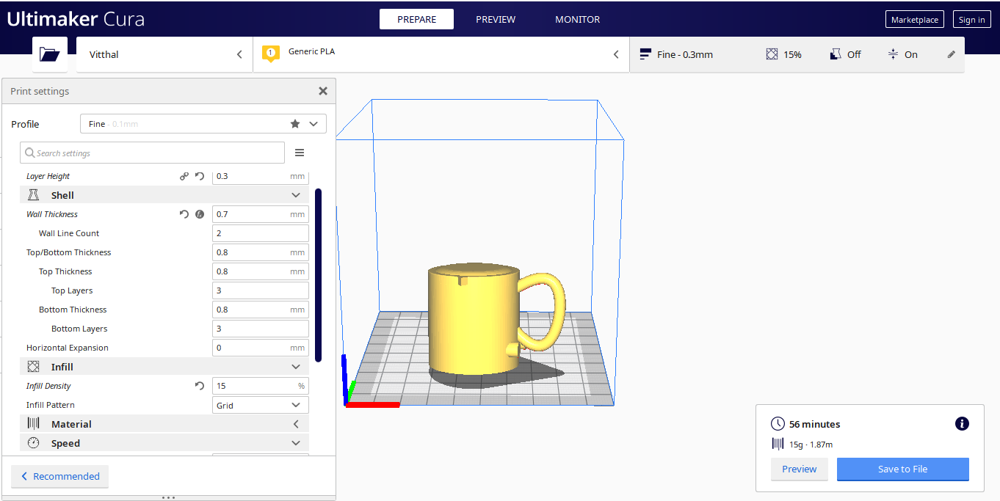 Ultimaker Cura
PREPARE
PREVIEW
MONITOR
Marketplace
Sign in
Vitthal
1
Generic PLA
Fine - 0.3mm
15%
Off
On
Print settings
Profile
Fine - 0.1mm
Search settings
Layer Height
0.3 mm
Shell
Wall Thickness
fx
0.7 mm
Wall Line Count
2
Top/Bottom Thickness
0.8 mm
Top Thickness
0.8 mm
Top Layers
3
Bottom Thickness
0.8 mm
Bottom Layers
3
Horizontal Expansion
0 mm
Infill
Infill Density
15 %
Infill Pattern
Grid
Material
Speed
Recommended
56 minutes
15g · 1.87m
Preview
Save to File